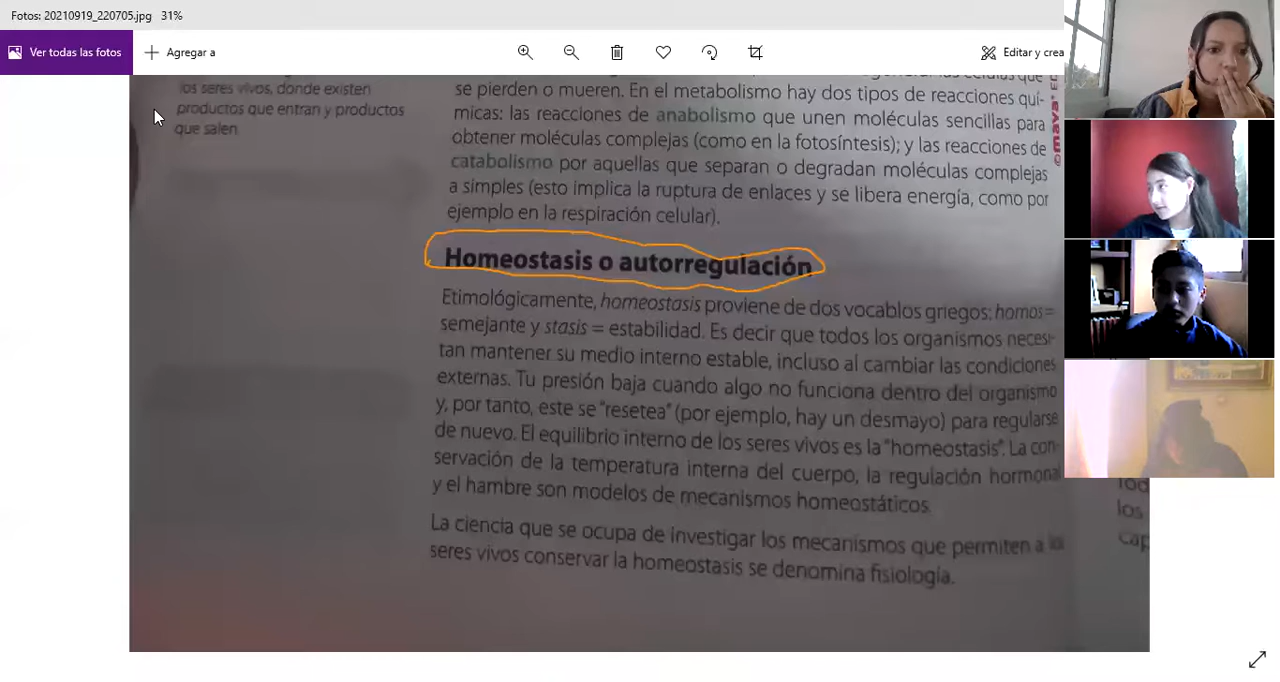 Fotos: 20210919_220705.jpg 31%
Ver todas las fotos
Agregar a
Editar y crea
los seres vivos, donde existen
productos que entran y productos
que salen
se pierden o mueren. En el metabolismo hay dos tipos de reacciones quí-
micas: las reacciones de anabolismo que unen moléculas sencillas para
obtener moléculas complejas (como en la fotosíntesis); y las reacciones de
catabolismo por aquellas que separan o degradan moléculas complejas
a simples (esto implica la ruptura de enlaces y se libera energía, como por
ejemplo en la respiración celular).
©maya
Homeostasis o autorregulación
Etimológicamente, homeostasis proviene de dos vocablos griegos: homos=
semejante y stasis = estabilidad. Es decir que todos los organismos necesi-
tan mantener su medio interno estable, incluso al cambiar las condiciones
externas. Tu presión baja cuando algo no funciona dentro del organismo
y, por tanto, este se "resetea" (por ejemplo, hay un desmayo) para regularse
de nuevo. El equilibrio interno de los seres vivos es la "homeostasis". La con-
servación de la temperatura interna del cuerpo, la regulación hormonal
y el hambre son modelos de mecanismos homeostáticos.
La ciencia que se ocupa de investigar los mecanismos que permiten a los
seres vivos conservar la homeostasis se denomina fisiología.
los
cap